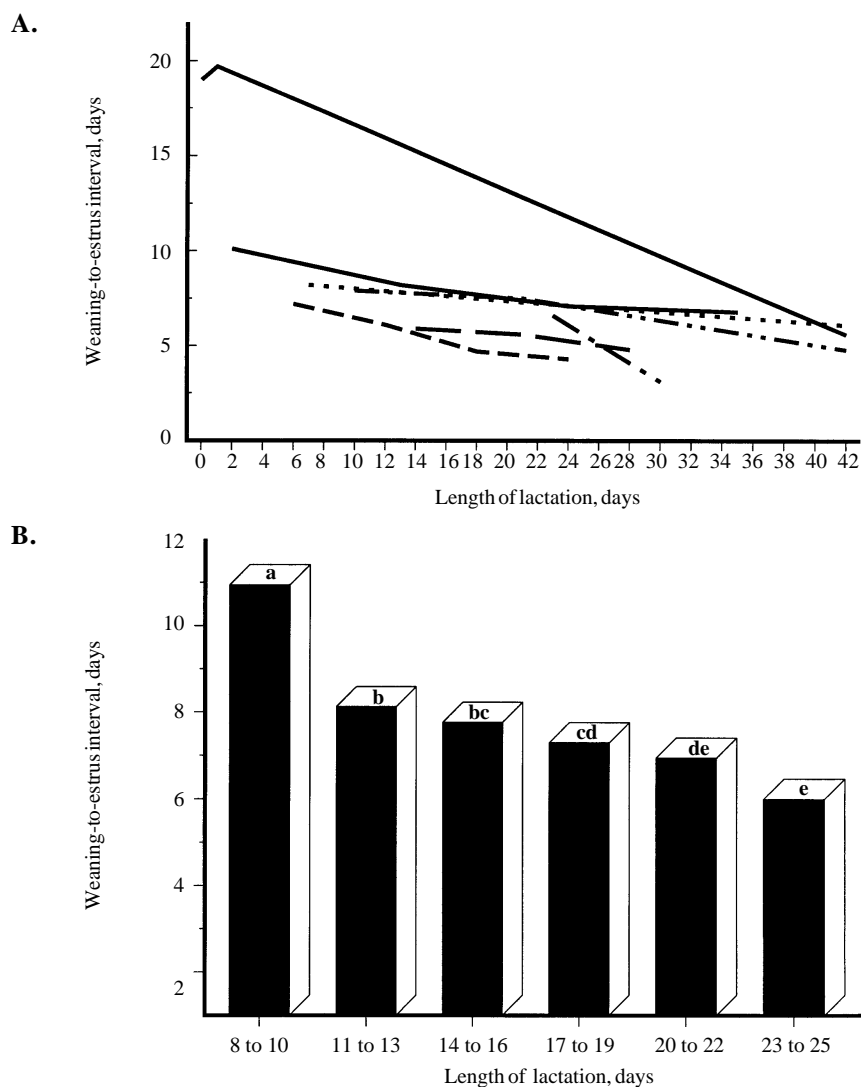 A.
Weaning-to-estrus interval, days
20
15
10
5
0
0 2 4 6 8 10 12 14 16 18 20 22 24 26 28 30 32 34 36 38 40 42
Length of lactation, days
B.
Weaning-to-estrus interval, days
12
10
8
6
4
2
a
b
bc
cd
de
e
8 to 10 11 to 13 14 to 16 17 to 19 20 to 22 23 to 25
Length of lactation, days